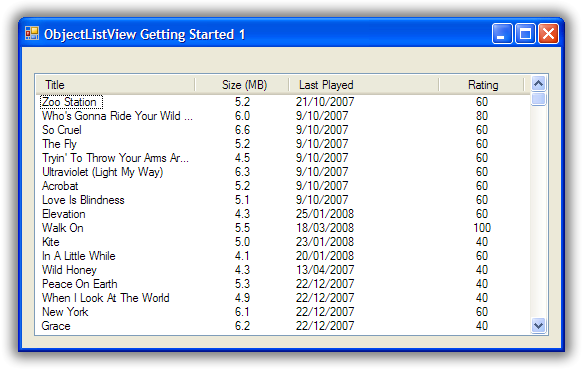 ObjectListView Getting Started 1
Title Size (MB) Last Played Rating
Zoo Station 5.2 21/10/2007 60
Who's Gonna Ride Your Wild ... 6.0 9/10/2007 80
So Cruel 6.6 9/10/2007 60
The Fly 5.2 9/10/2007 60
Tryin' To Throw Your Arms Ar... 4.5 9/10/2007 60
Ultraviolet (Light My Way) 6.3 9/10/2007 60
Acrobat 5.2 9/10/2007 60
Love Is Blindness 5.1 9/10/2007 60
Elevation 4.3 25/01/2008 60
Walk On 5.5 18/03/2008 100
Kite 5.0 23/01/2008 40
In A Little While 4.1 20/01/2008 60
Wild Honey 4.3 13/04/2007 40
Peace On Earth 5.3 22/12/2007 40
When I Look At The World 4.9 22/12/2007 40
New York 6.1 22/12/2007 60
Grace 6.2 22/12/2007 40